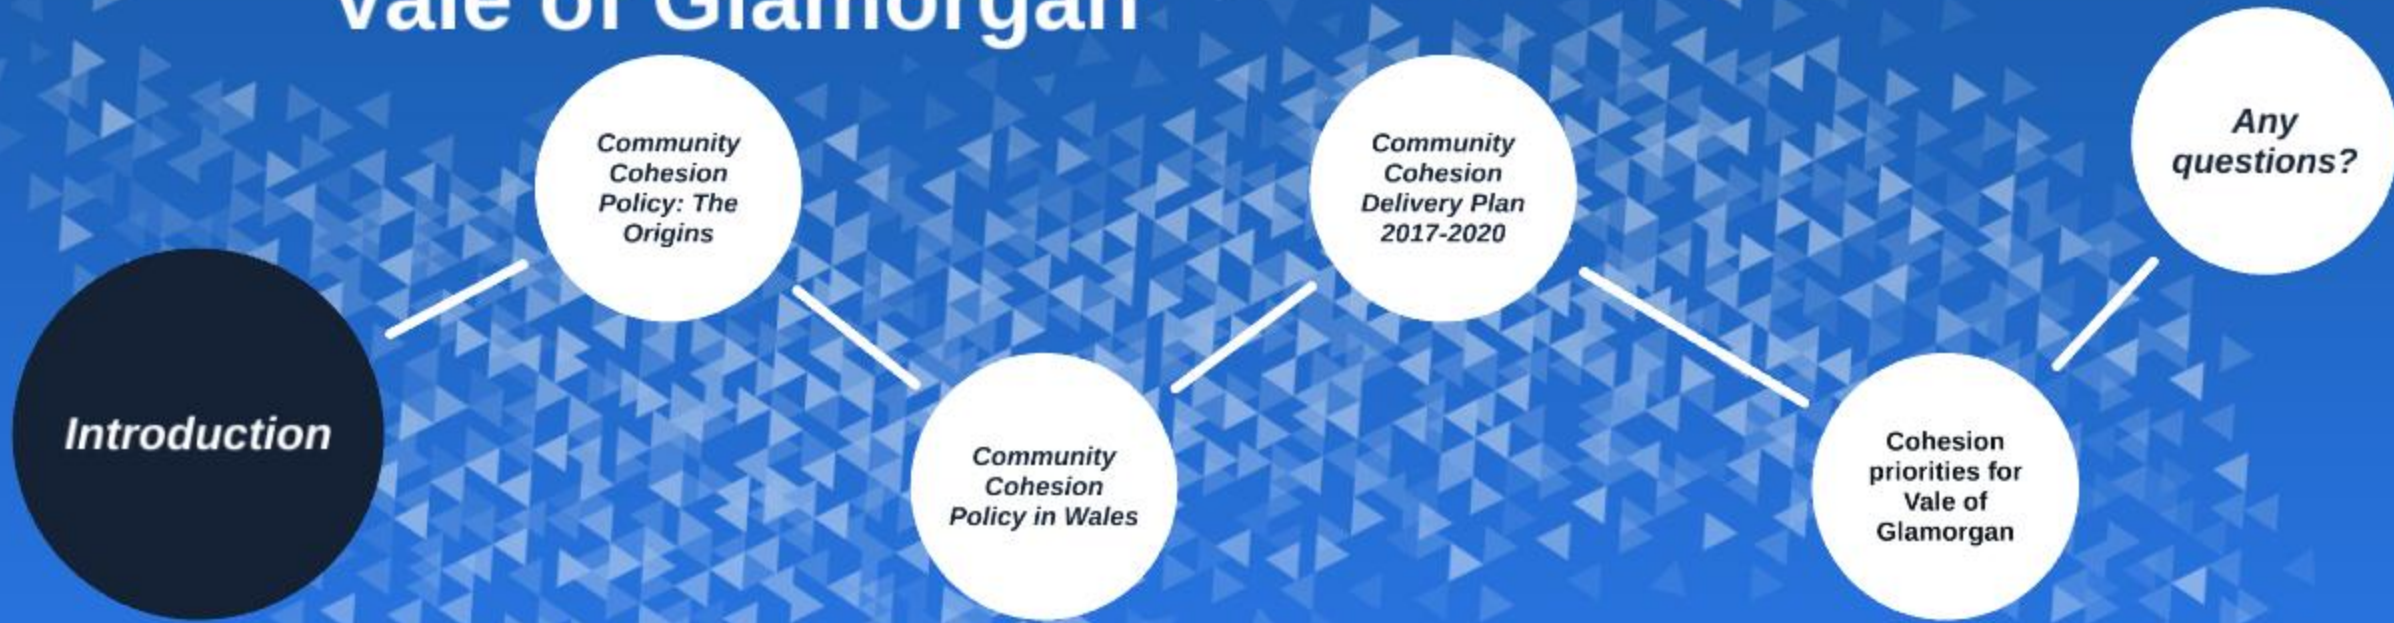 Vale of Glamorgan
Introduction
Community
Cohesion
Policy: The
Origins
Community
Cohesion
Policy in Wales
Community
Cohesion
Delivery Plan
2017-2020
Cohesion
priorities for
Vale of
Glamorgan
Any
questions?